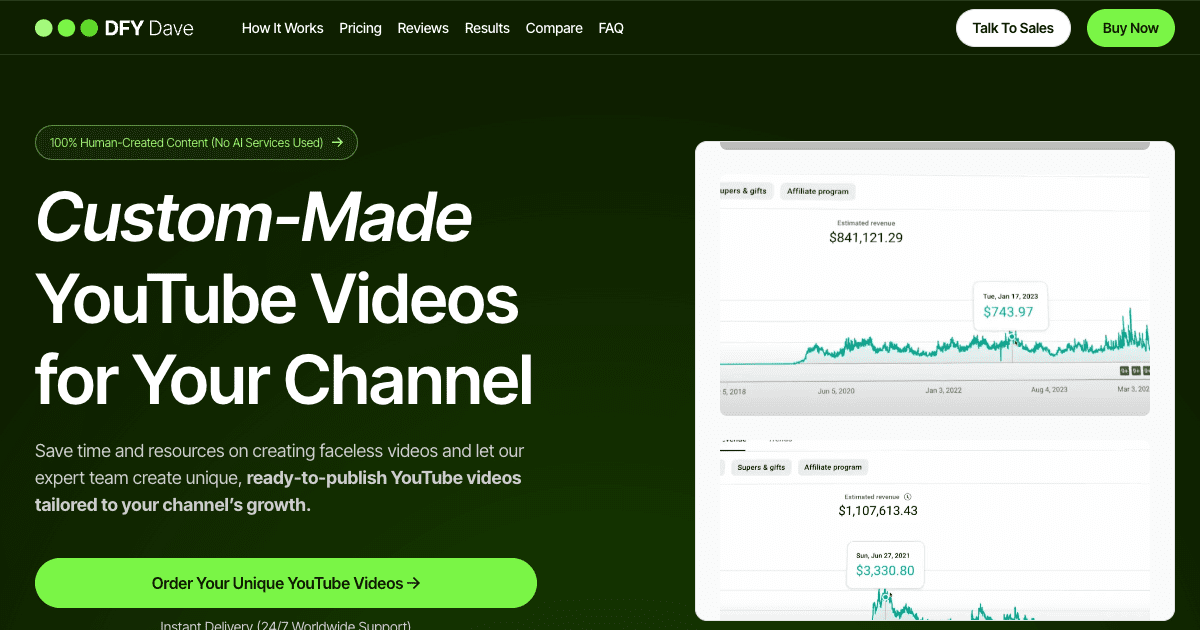 DFY Dave
How It Works
Pricing
Reviews
Results
Compare
FAQ
Talk To Sales
Buy Now
100% Human-Created Content (No AI Services Used) →
Custom-Made
YouTube Videos
for Your Channel
Save time and resources on creating faceless videos and let our
expert team create unique, ready-to-publish YouTube videos
tailored to your channel's growth.
Order Your Unique YouTube Videos →
Instant Delivery (24/7 Worldwide Support)
upers & gifts
Affiliate program
Estimated revenue
$841,121.29
Tue, Jan 17, 2023
$743.97
5, 2018
Jun 5, 2020
Jan 3, 2022
Aug 4, 2023
Mar 3, 202
Supers & gifts
Affiliate program
Estimated revenue
$1,107,613.43
Sun, Jun 27, 2021
$3,330.80